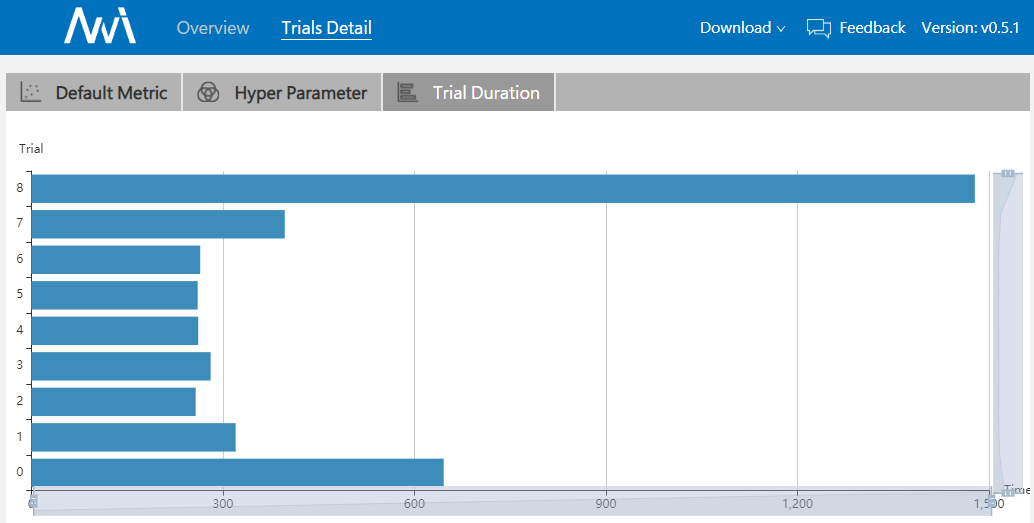 NNI Overview Trials Detail Download Feedback Version: v0.5.1
Default Metric Hyper Parameter Trial Duration
Trial
8
7
6
5
4
3
2
1
0
0 300 600 900 1,200 1,500 Time